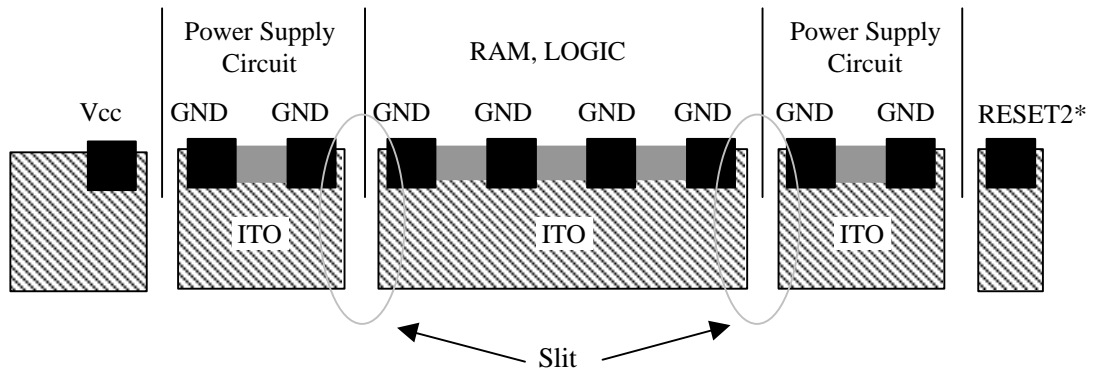 Power Supply
Circuit
RAM, LOGIC
Power Supply
Circuit
Vcc
GND
GND
GND
GND
GND
GND
GND
GND
RESET2*
ITO
ITO
ITO
Slit